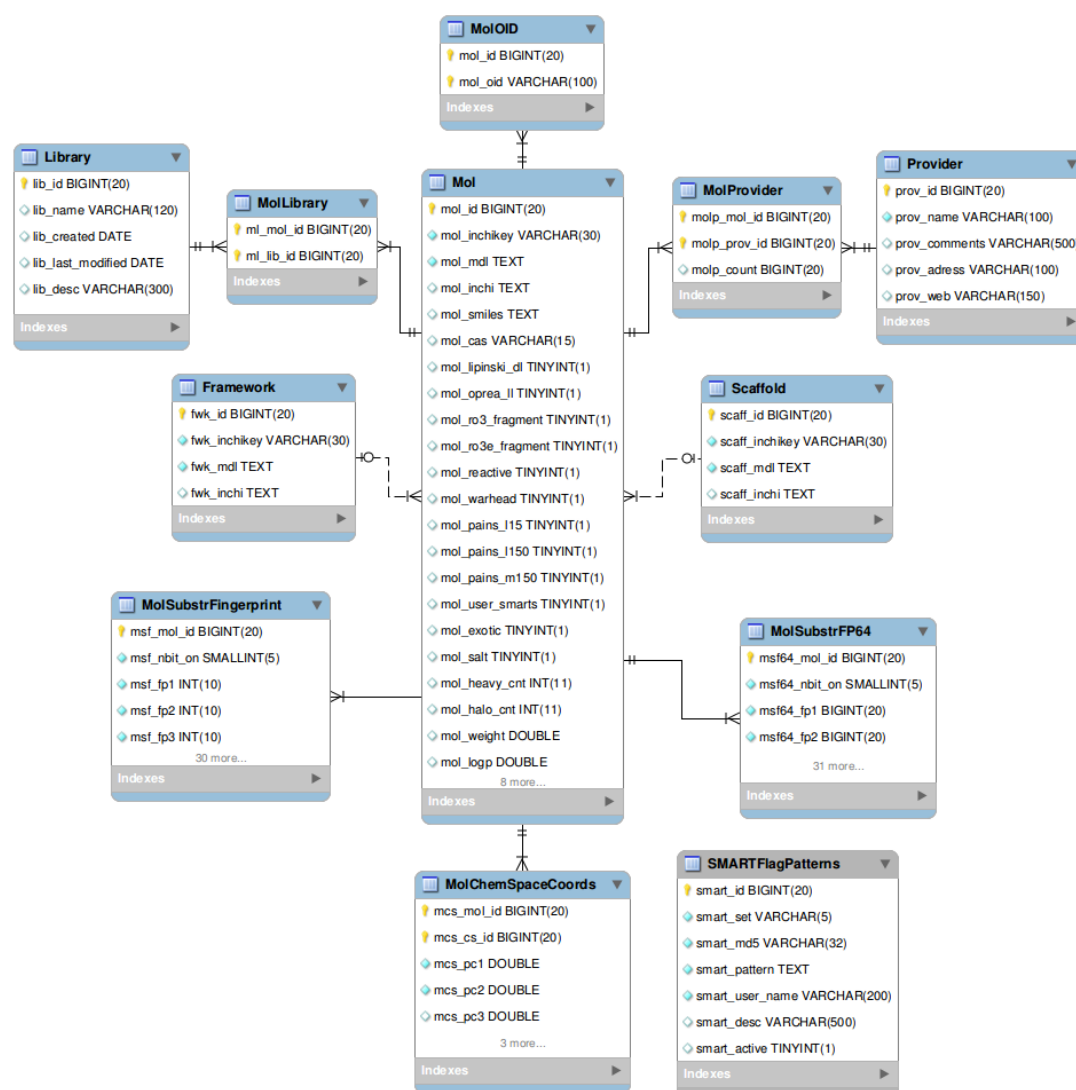 MolOID
mol_id BIGINT(20)
mol_oid VARCHAR(100)
Indexes
Library
lib_id BIGINT(20)
lib_name VARCHAR(120)
lib_created DATE
lib_last_modified DATE
lib_desc VARCHAR(300)
Indexes
MolLibrary
ml_mol_id BIGINT(20)
ml_lib_id BIGINT(20)
Indexes
Mol
mol_id BIGINT(20)
mol_inchikey VARCHAR(30)
mol_mdl TEXT
mol_inchi TEXT
mol_smiles TEXT
mol_cas VARCHAR(15)
mol_lipinski_dl TINYINT(1)
mol_oprea_ll TINYINT(1)
mol_ro3_fragment TINYINT(1)
mol_ro3e_fragment TINYINT(1)
mol_reactive TINYINT(1)
mol_warhead TINYINT(1)
mol_pains_l15 TINYINT(1)
mol_pains_l150 TINYINT(1)
mol_pains_m150 TINYINT(1)
mol_user_smarts TINYINT(1)
mol_exotic TINYINT(1)
mol_salt TINYINT(1)
mol_heavy_cnt INT(11)
mol_halo_cnt INT(11)
mol_weight DOUBLE
mol_logp DOUBLE
8 more...
Indexes
MolProvider
molp_mol_id BIGINT(20)
molp_prov_id BIGINT(20)
molp_count BIGINT(20)
Indexes
Provider
prov_id BIGINT(20)
prov_name VARCHAR(100)
prov_comments VARCHAR(500)
prov_adress VARCHAR(100)
prov_web VARCHAR(150)
Indexes
Framework
fwk_id BIGINT(20)
fwk_inchikey VARCHAR(30)
fwk_mdl TEXT
fwk_inchi TEXT
Indexes
Scaffold
scaff_id BIGINT(20)
scaff_inchikey VARCHAR(30)
scaff_mdl TEXT
scaff_inchi TEXT
Indexes
MolSubstrFingerprint
msf_mol_id BIGINT(20)
msf_nbit_on SMALLINT(5)
msf_fp1 INT(10)
msf_fp2 INT(10)
msf_fp3 INT(10)
30 more...
Indexes
MolSubstrFP64
msf64_mol_id BIGINT(20)
msf64_nbit_on SMALLINT(5)
msf64_fp1 BIGINT(20)
msf64_fp2 BIGINT(20)
31 more...
Indexes
MolChemSpaceCoords
mcs_mol_id BIGINT(20)
mcs_cs_id BIGINT(20)
mcs_pc1 DOUBLE
mcs_pc2 DOUBLE
mcs_pc3 DOUBLE
3 more...
Indexes
SMARTFlagPatterns
smart_id BIGINT(20)
smart_set VARCHAR(5)
smart_md5 VARCHAR(32)
smart_pattern TEXT
smart_user_name VARCHAR(200)
smart_desc VARCHAR(500)
smart_active TINYINT(1)
Indexes